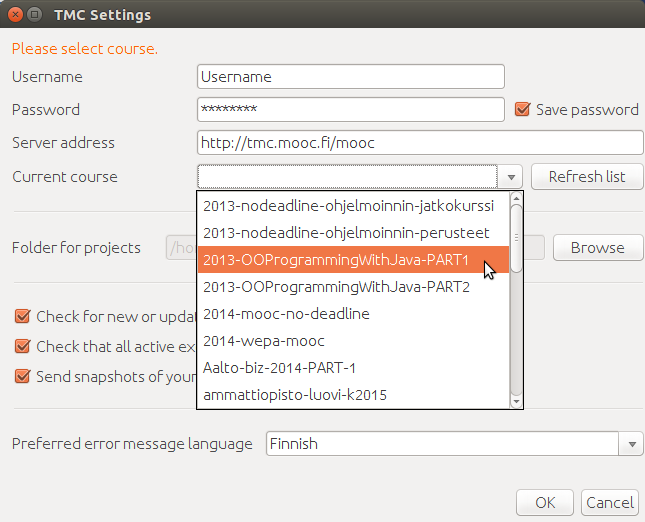 TMC Settings
Please select course.
Username Username
Password ******** Save password
Server address http://tmc.mooc.fi/mooc
Current course Refresh list
2013-nodeadline-ohjelmoinnin-jatkokurssi
2013-nodeadline-ohjelmoinnin-perusteet
Folder for projects /ho Browse
2013-OOProgrammingWithJava-PART1
2013-OOProgrammingWithJava-PART2
Check for new or upda
2014-mooc-no-deadline
Check that all active ex
2014-wepa-mooc
Send snapshots of your
Aalto-biz-2014-PART-1
ammattiopisto-luovi-k2015
Preferred error message language Finnish
OK Cancel